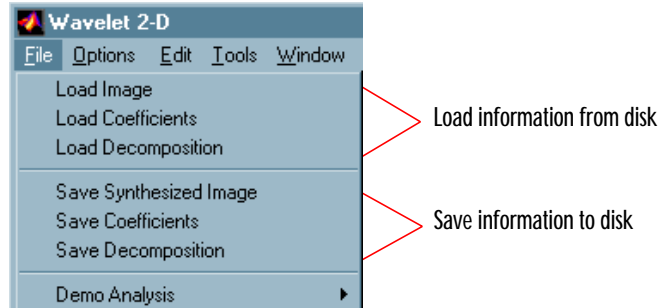 Wavelet 2-D
File Options Edit Tools Window
Load Image
Load Coefficients
Load Decomposition
Load information from disk
Save Synthesized Image
Save Coefficients
Save Decomposition
Save information to disk
Demo Analysis